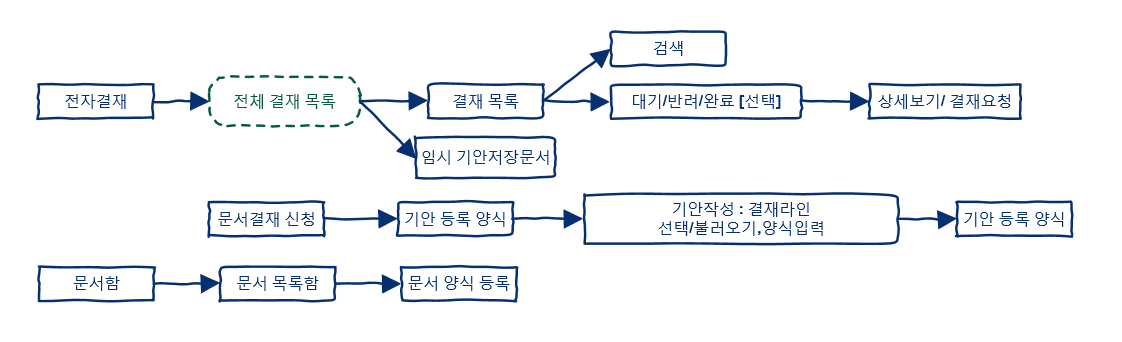 검색
전자결재
전체 결재 목록
결재 목록
대기/반려/완료 [선택]
상세보기/ 결재요청
임시 기안저장문서
문서결재 신청
기안 등록 양식
기안작성 : 결재라인
선택/불러오기,양식입력
기안 등록 양식
문서함
문서 목록함
문서 양식 등록